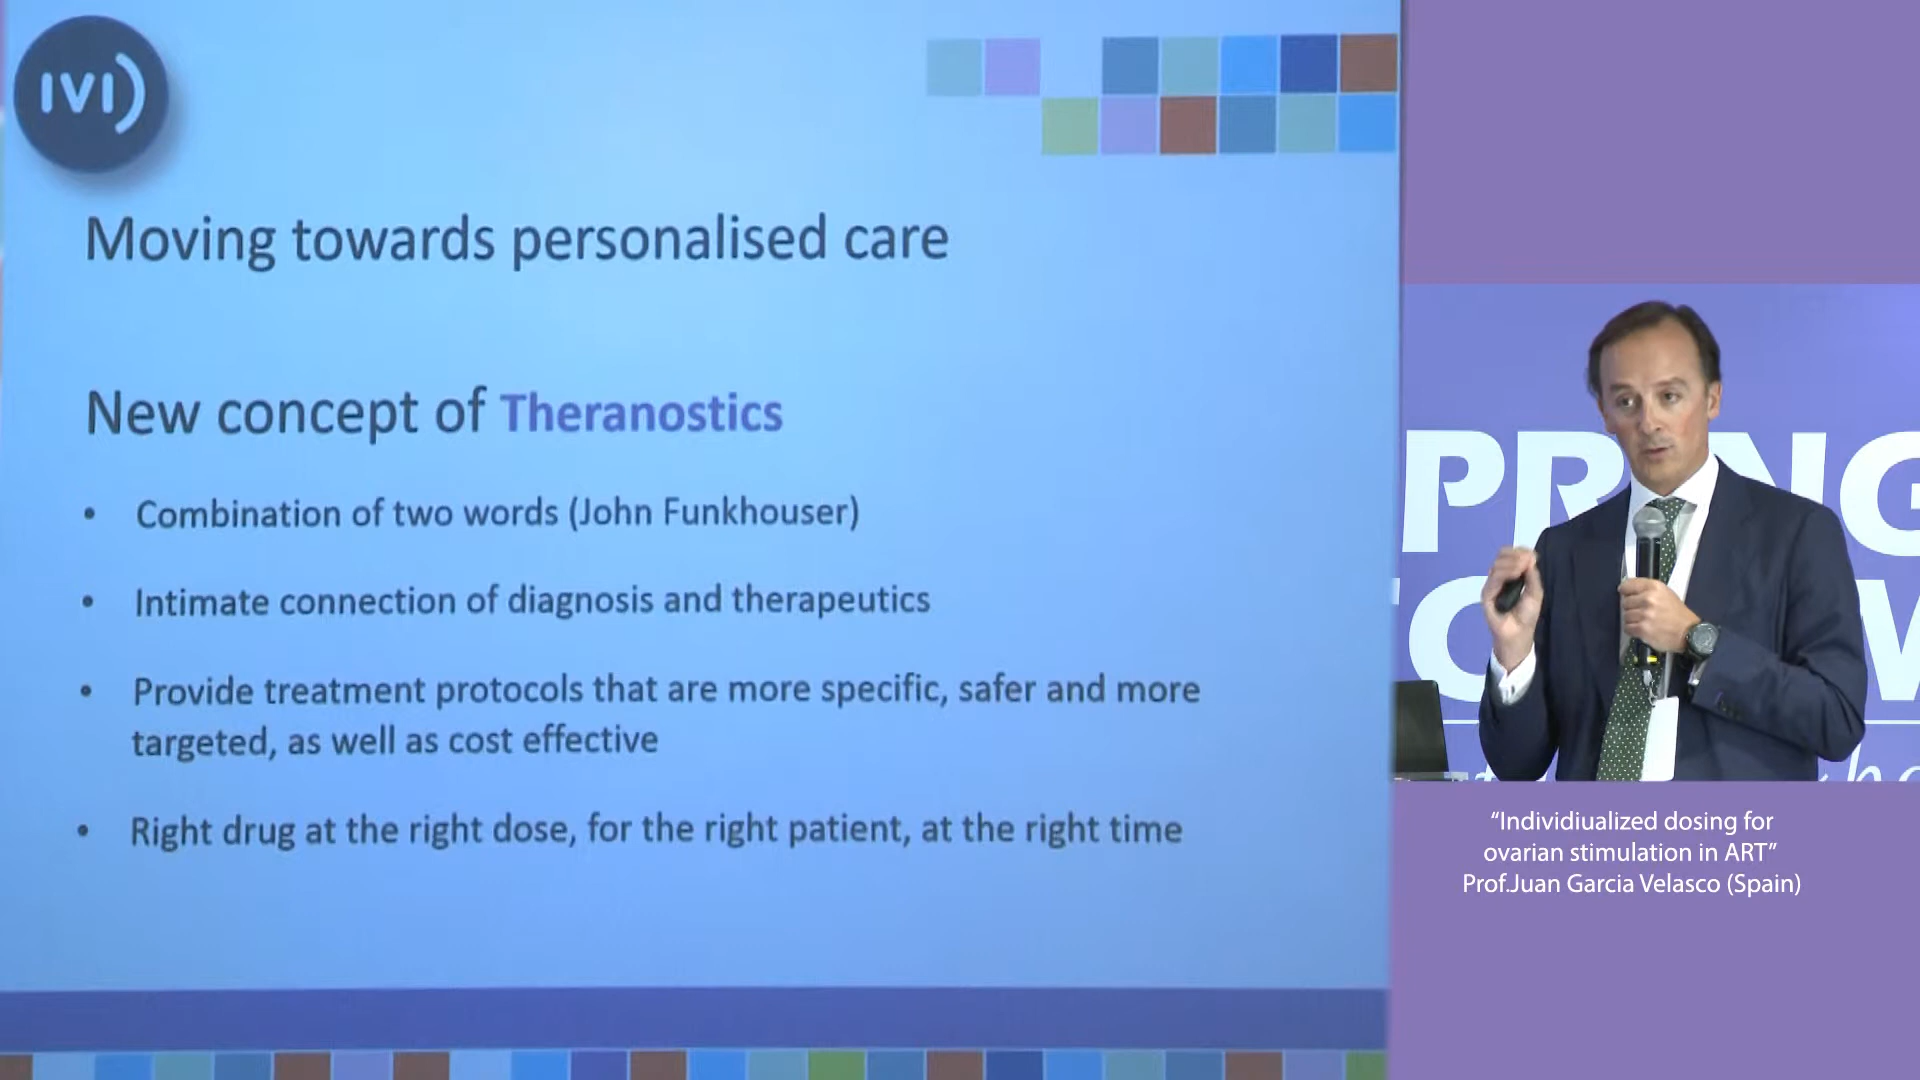 IVI
Moving towards personalised care
New concept of Theranostics
• Combination of two words (John Funkhouser)
• Intimate connection of diagnosis and therapeutics
• Provide treatment protocols that are more specific, safer and more
targeted, as well as cost effective
• Right drug at the right dose, for the right patient, at the right time
“Individiualized dosing for
ovarian stimulation in ART”
Prof.Juan Garcia Velasco (Spain)